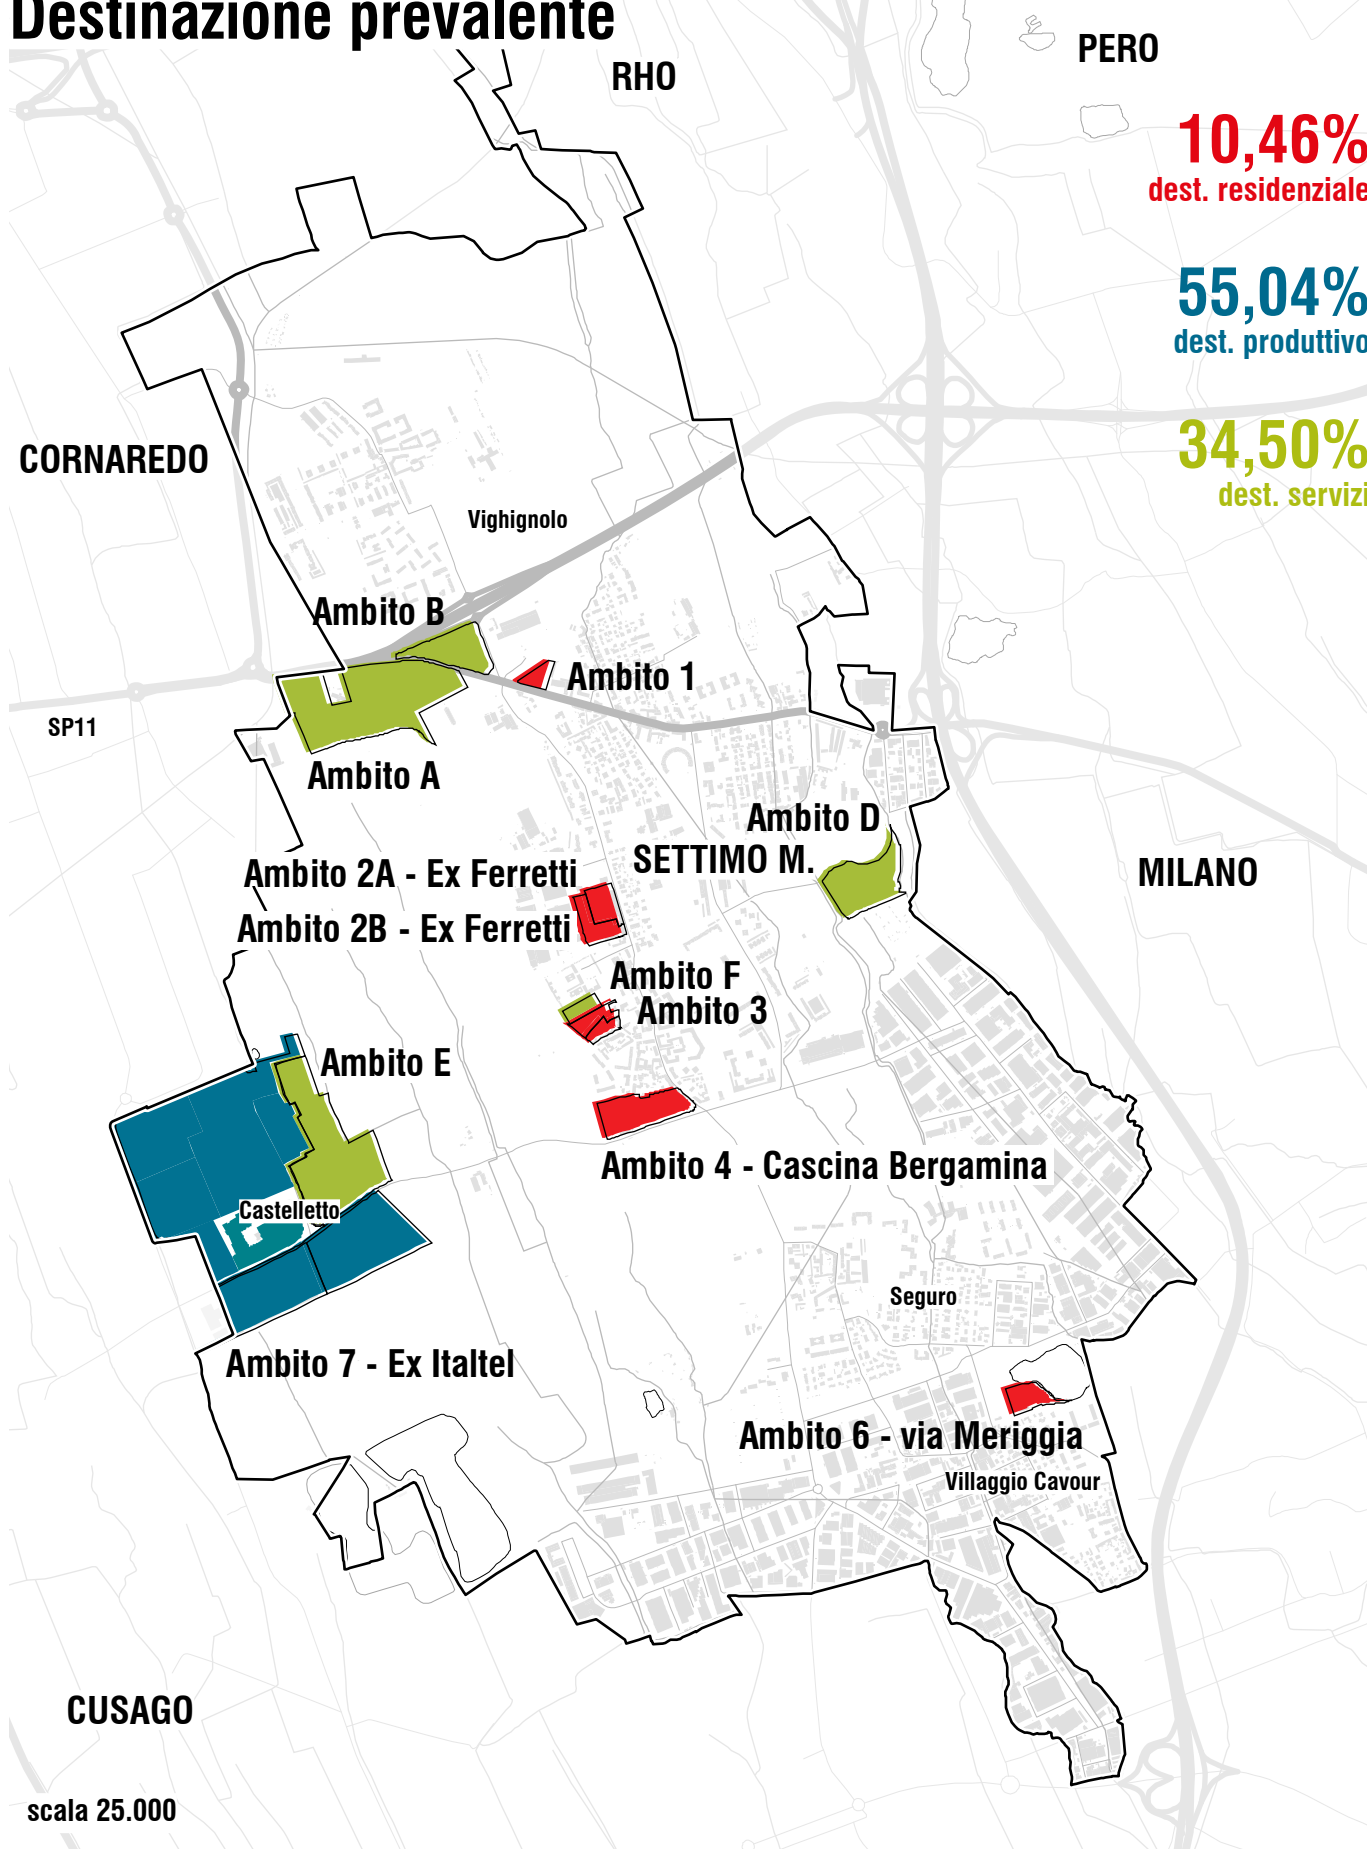 Destinazione prevalente
RHO
PERO
10,46%
dest. residenziale
55,04%
dest. produttivo
34,50%
dest. servizi
CORNAREDO
Vighignolo
Ambito B
Ambito 1
SP11
Ambito A
Ambito D
SETTIMO M.
MILANO
Ambito 2A - Ex Ferretti
Ambito 2B - Ex Ferretti
Ambito F
Ambito 3
Ambito E
Ambito 4 - Cascina Bergamina
Castelletto
Seguro
Ambito 7 - Ex Italtel
Ambito 6 - via Meriggia
Villaggio Cavour
CUSAGO
scala 25.000